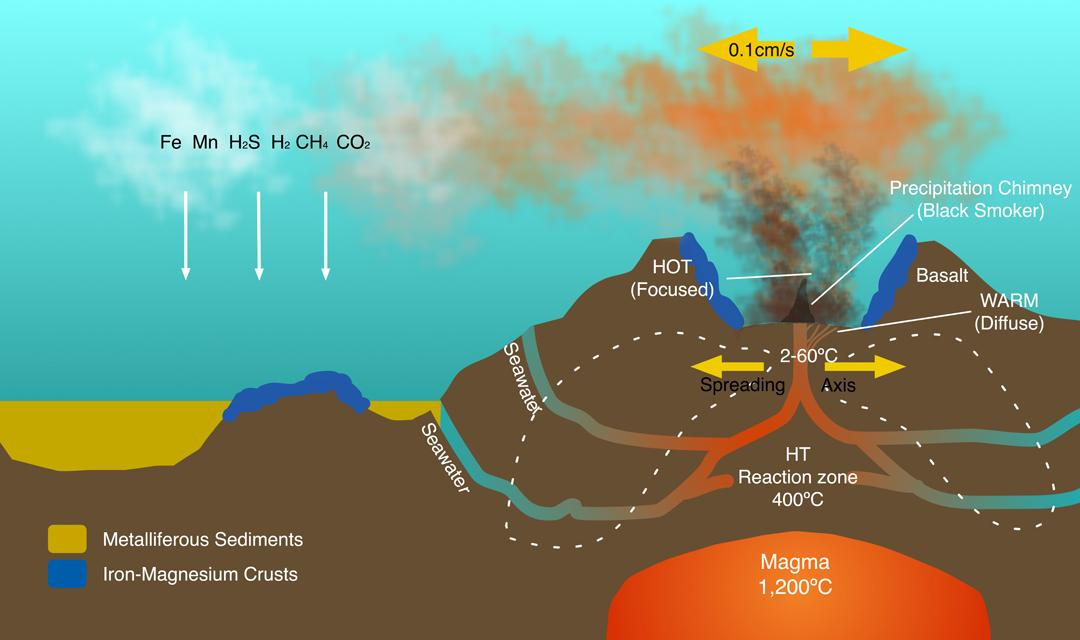 0.1cm/s
Fe Mn H₂S H₂ CH₄ CO₂
Precipitation Chimney
(Black Smoker)
HOT
(Focused)
Basalt
WARM
(Diffuse)
2-60ºC
Spreading Axis
Seawater
Seawater
HT
Reaction zone
400ºC
Magma
1,200ºC
Metalliferous Sediments
Iron-Magnesium Crusts